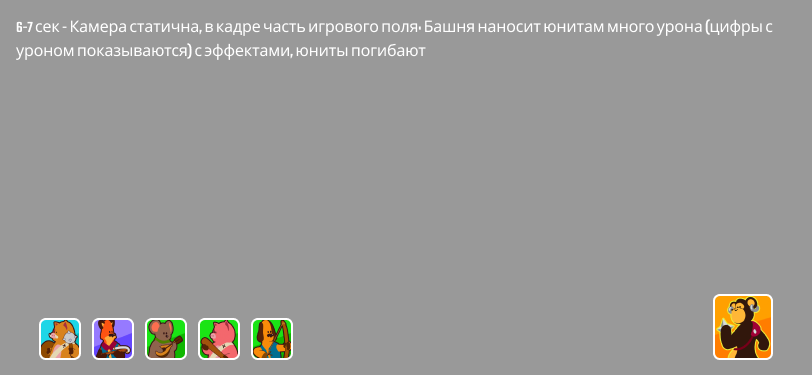 6-7 сек - Камера статична, в кадре часть игрового поля. Башня наносит юнитам много урона (цифры с
уроном показываются) с эффектами, юниты погибают